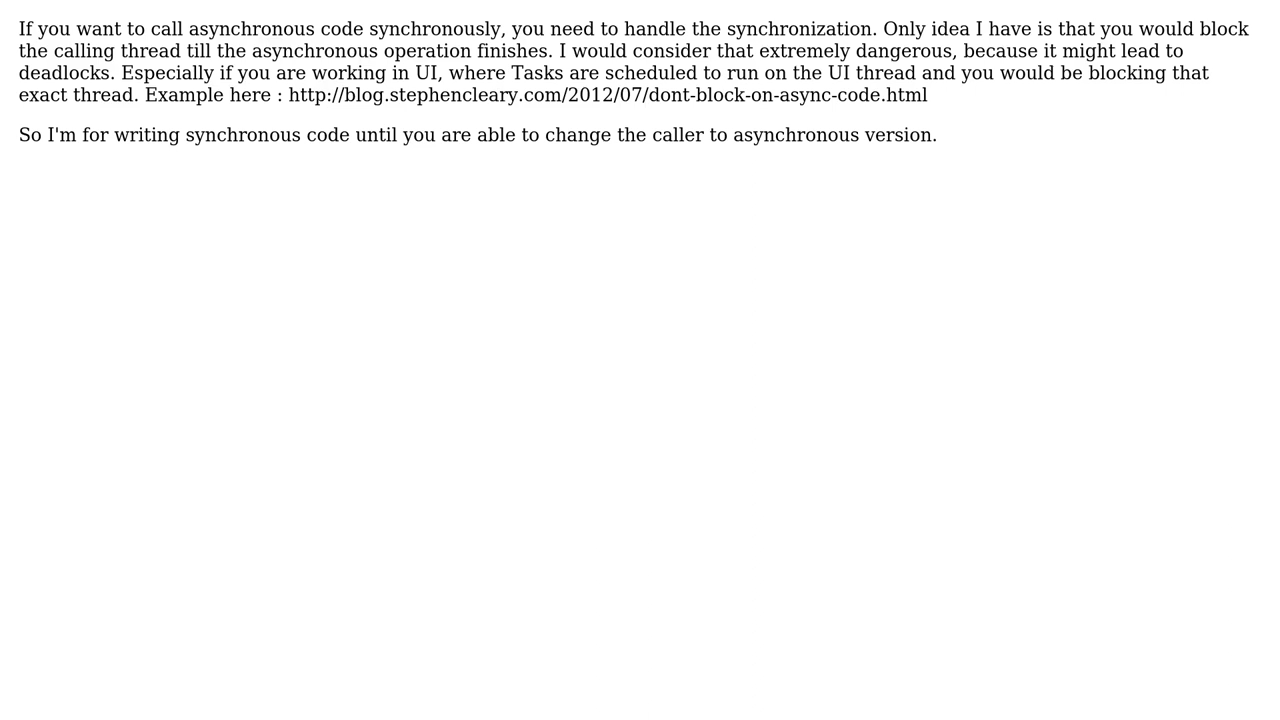 If you want to call asynchronous code synchronously, you need to handle the synchronization. Only idea I have is that you would block
the calling thread till the asynchronous operation finishes. I would consider that extremely dangerous, because it might lead to
deadlocks. Especially if you are working in UI, where Tasks are scheduled to run on the UI thread and you would be blocking that
exact thread. Example here : http://blog.stephencleary.com/2012/07/dont-block-on-async-code.html
So I'm for writing synchronous code until you are able to change the caller to asynchronous version.